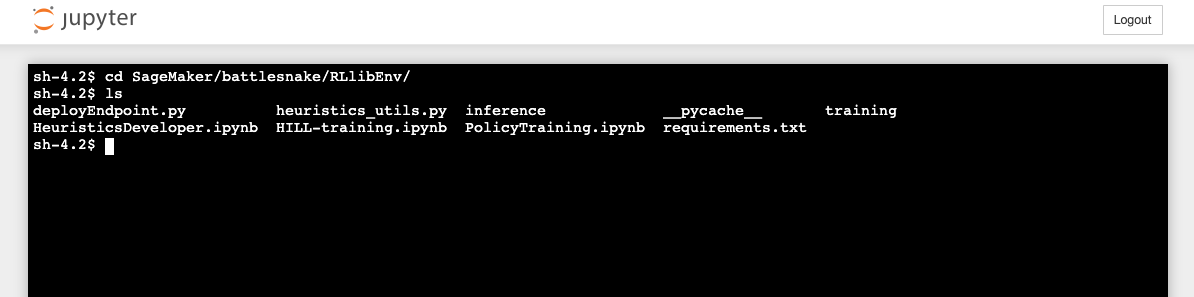 jupyter
Logout
sh-4.2$ cd SageMaker/battlesnake/RLlibEnv/
sh-4.2$ ls
deployEndpoint.py          heuristics_utils.py  inference             __pycache__       training
HeuristicsDeveloper.ipynb  HILL-training.ipynb  PolicyTraining.ipynb  requirements.txt
sh-4.2$